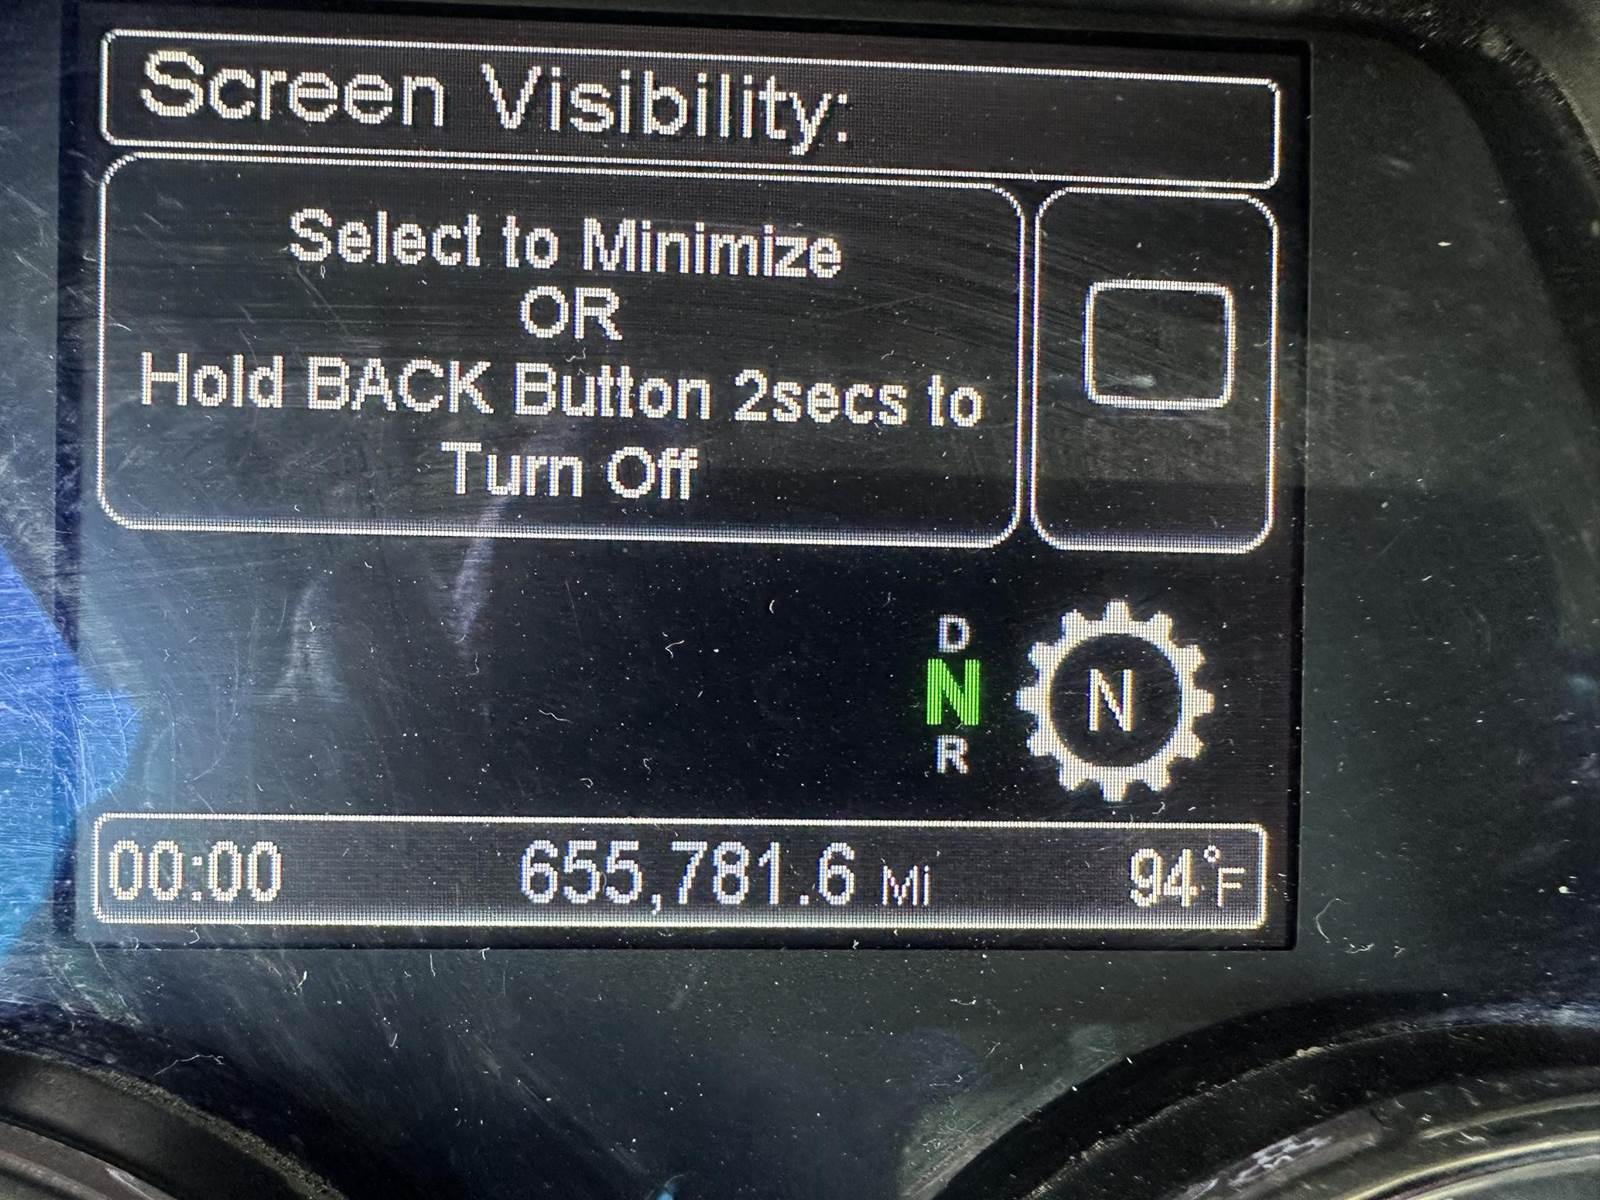 Screen Visibility:
Select to Minimize
OR
Hold BACK Button 2secs to
Turn Off
D
N
R
N
00:00 655,781.6 Mi 94°F